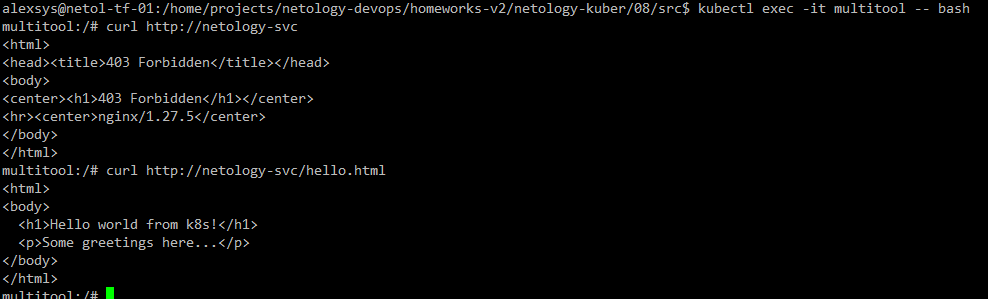 alexsys@netol-tf-01:/home/projects/netology-devops/homeworks-v2/netology-kuber/08/src$ kubectl exec -it multitool -- bash
multitool:/# curl http://netology-svc
<html>
<head><title>403 Forbidden</title></head>
<body>
<center><h1>403 Forbidden</h1></center>
<hr><center>nginx/1.27.5</center>
</body>
</html>
multitool:/# curl http://netology-svc/hello.html
<html>
<body>
  <h1>Hello world from k8s!</h1>
  <p>Some greetings here...</p>
</body>
</html>
multitool:/#